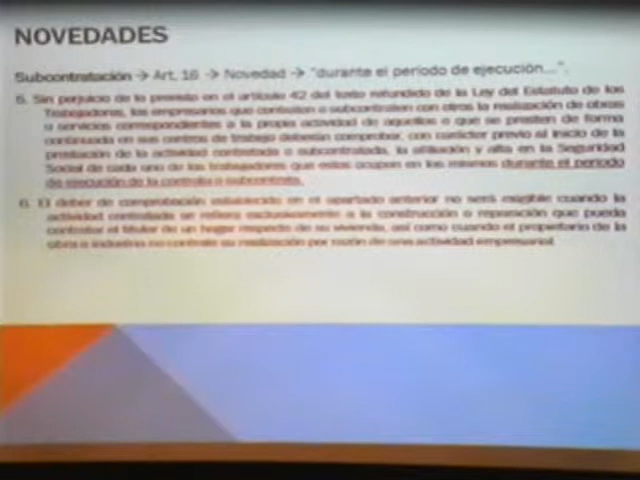 NOVEDADES
Subcontratación → Art. 16 → Novedad → "durante el período de ejecución...".
5. Sin perjuicio de lo previsto en el artículo 42 del texto refundido de la Ley del Estatuto de los
Trabajadores, los empresarios que contraten o subcontraten con otros la realización de obras
o servicios correspondientes a la propia actividad de aquellos o que se presten de forma
continuada en sus centros de trabajo deberán comprobar, con carácter previo al inicio de la
prestación de la actividad contratada o subcontratada, la afiliación y alta en la Seguridad
Social de cada uno de los trabajadores que estos ocupen en los mismos durante el periodo
de ejecución de la contrata o subcontrata.
6. El deber de comprobación establecido en el apartado anterior no será exigible cuando la
actividad contratada se refiera exclusivamente a la construcción o reparación que pueda
contratar el titular de un hogar respecto de su vivienda, así como cuando el propietario de la
obra o industria no contrate su realización por razón de una actividad empresarial.